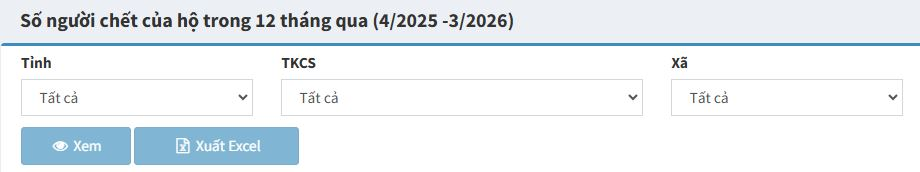 Số người chết của hộ trong 12 tháng qua (4/2025 -3/2026)
Tỉnh TKCS Xã
Tất cả Tất cả Tất cả
Xem Xuất Excel